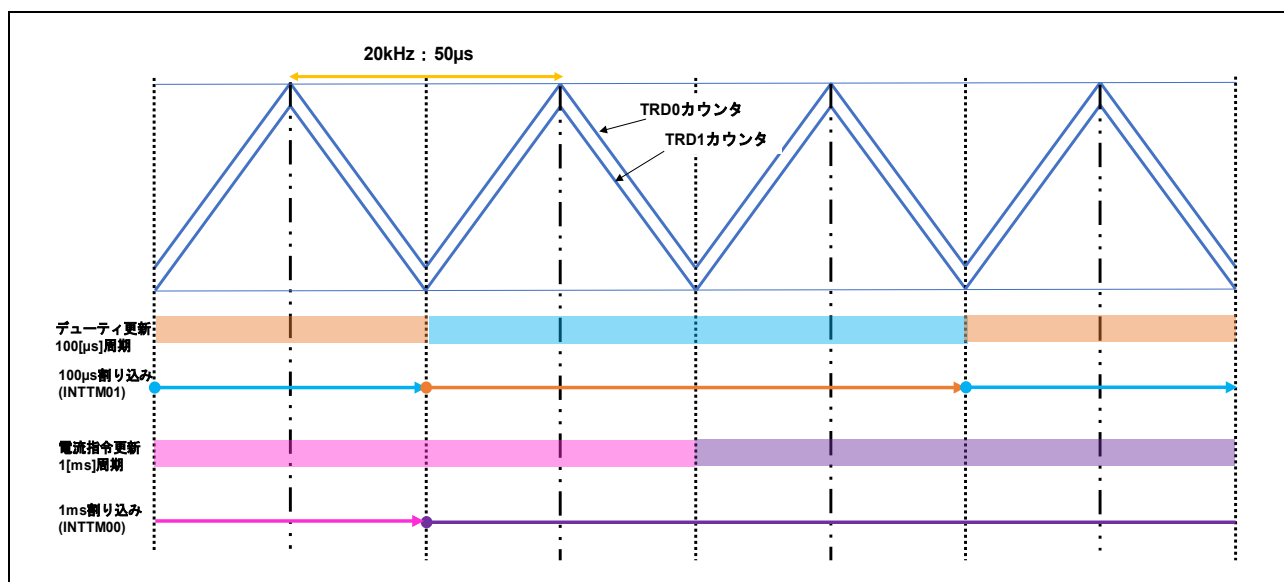 20kHz：50µs
TRD0カウンタ
TRD1カウンタ
デューティ更新
100[µs]周期
100µs割り込み
(INTTM01)
電流指令更新
1[ms]周期
1ms割り込み
(INTTM00)